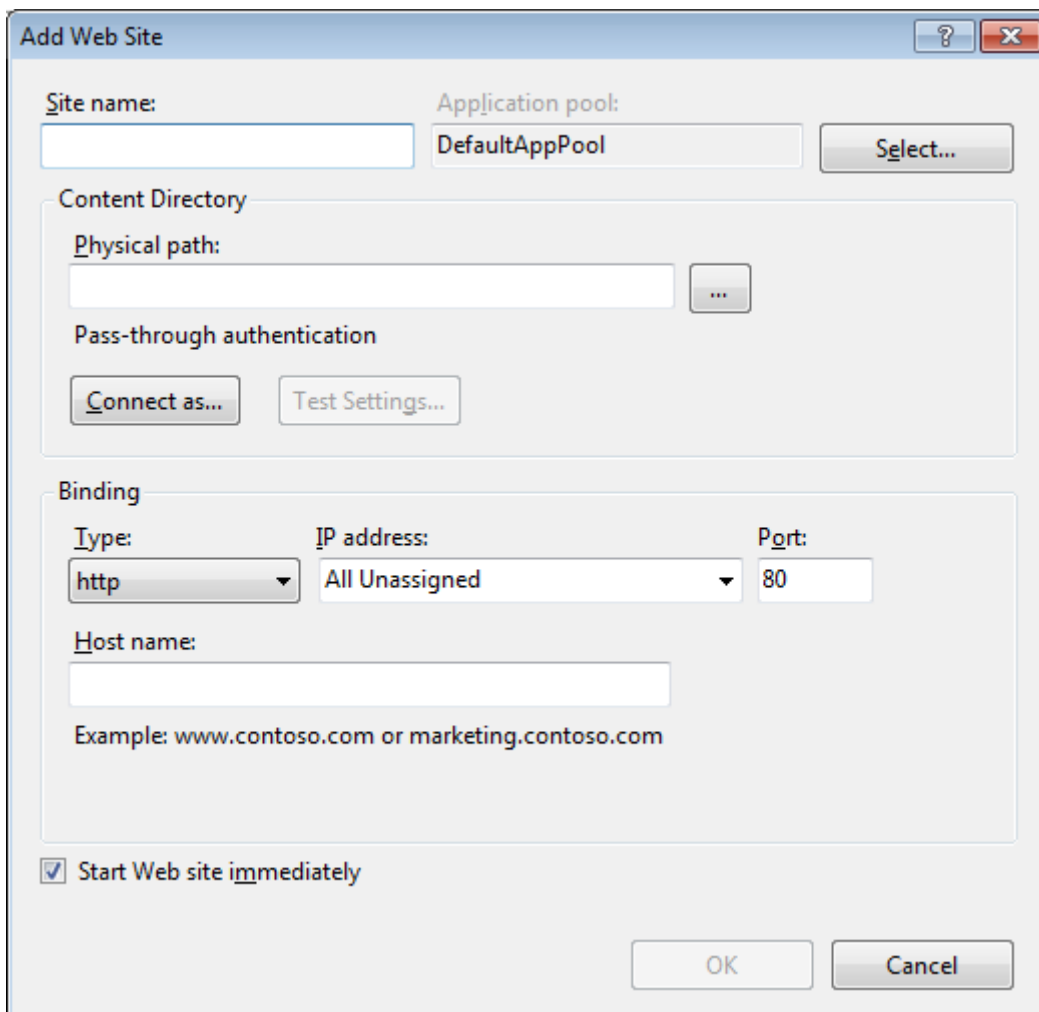 Add Web Site
Site name:
Application pool:
DefaultAppPool
Select...
Content Directory
Physical path:
...
Pass-through authentication
Connect as...
Test Settings...
Binding
Type:
IP address:
Port:
http
All Unassigned
80
Host name:
Example: www.contoso.com or marketing.contoso.com
Start Web site immediately
OK
Cancel